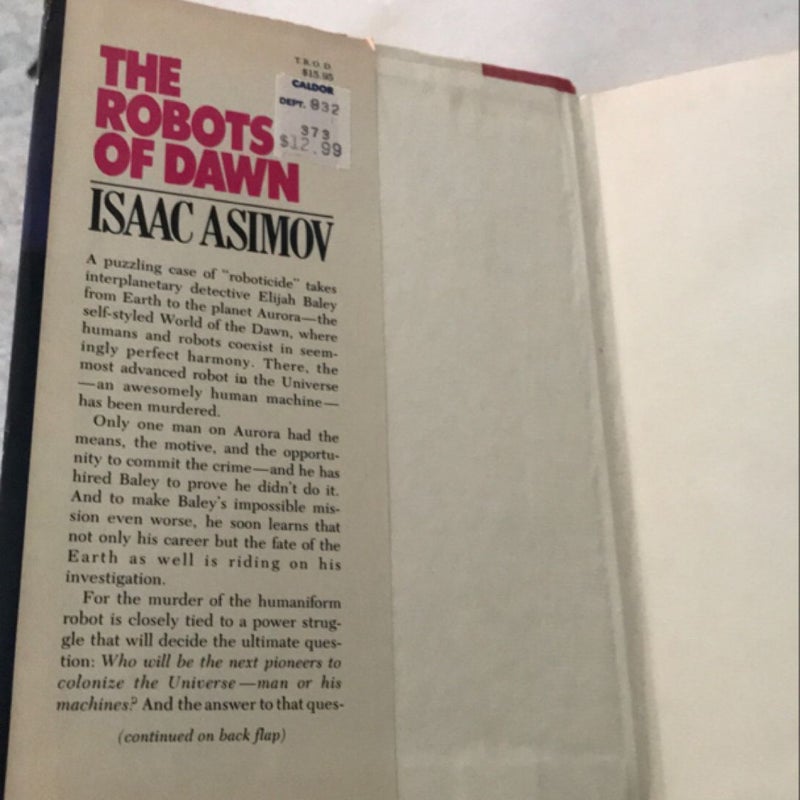 THE
ROBOTS
OF DAWN
ISAAC ASIMOV
T.R.O.D.
$15.95
CALDOR
DEPT. 832
373
$12.99
A puzzling case of "roboticide" takes
interplanetary detective Elijah Baley
from Earth to the planet Aurora—the
self-styled World of the Dawn, where
humans and robots coexist in seem-
ingly perfect harmony. There, the
most advanced robot in the Universe
—an awesomely human machine—
has been murdered.
Only one man on Aurora had the
means, the motive, and the opportu-
nity to commit the crime—and he has
hired Baley to prove he didn't do it.
And to make Baley's impossible mis-
sion even worse, he soon learns that
not only his career but the fate of the
Earth as well is riding on his
investigation.
For the murder of the humaniform
robot is closely tied to a power strug-
gle that will decide the ultimate ques-
tion: Who will be the next pioneers to
colonize the Universe—man or his
machines? And the answer to that ques-
(continued on back flap)